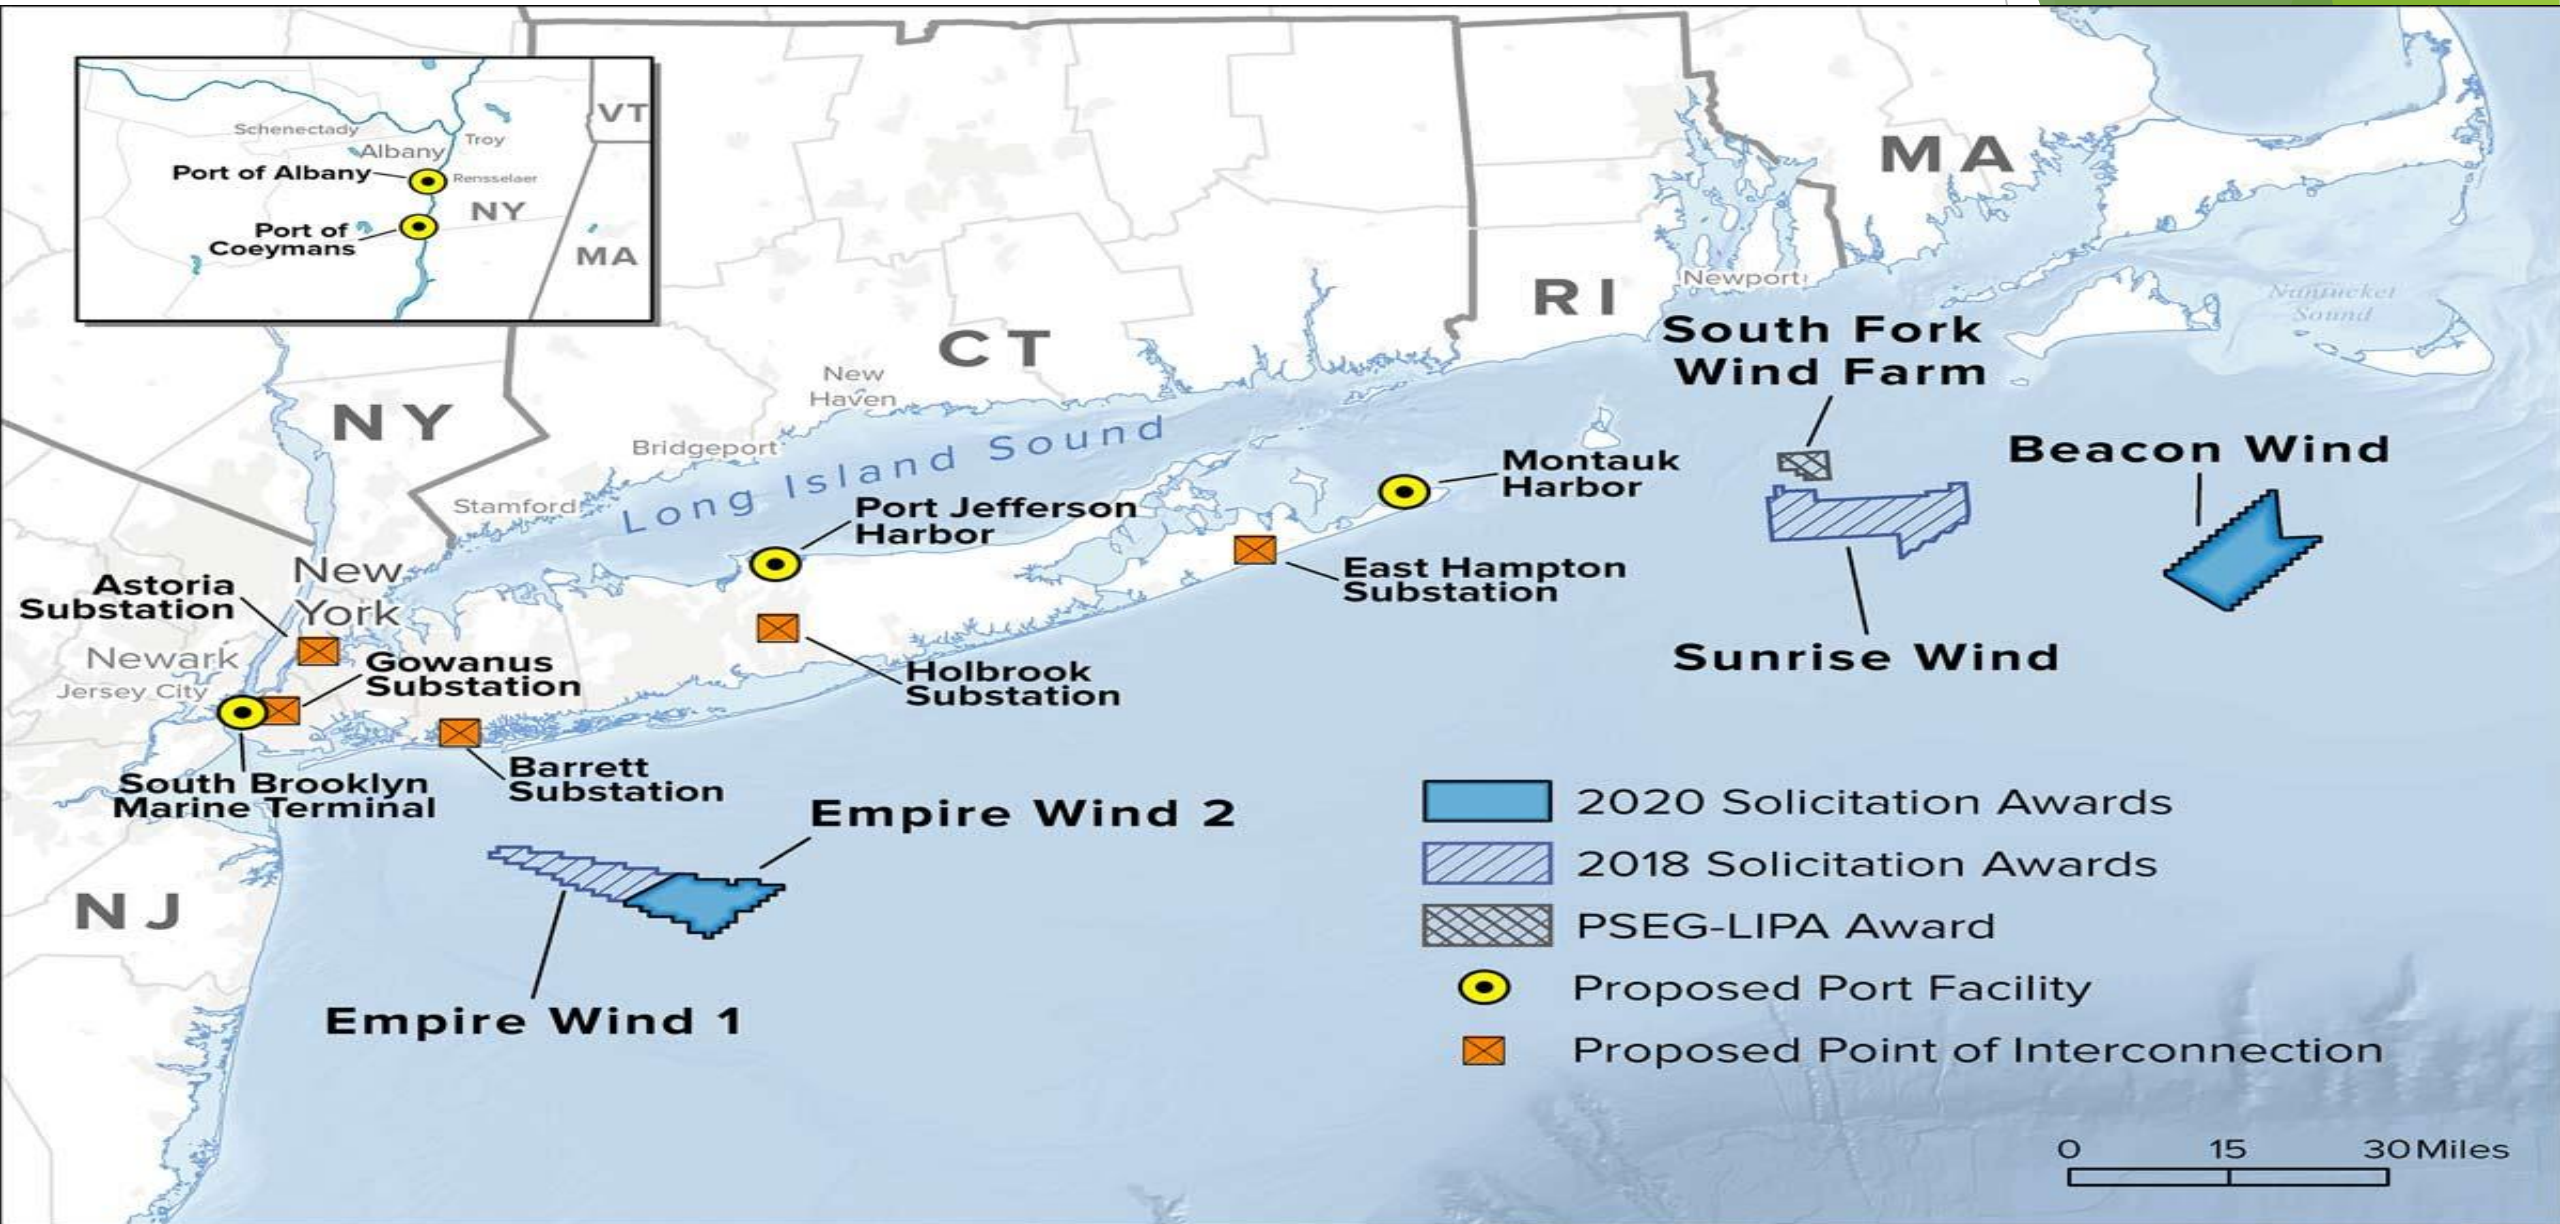 Schenectady
Troy
Albany
Port of Albany
Rensselaer
NY
Port of
Coeymans
VT
MA
MA
RI
Newport
Nantucket
Sound
CT
NY
New
Haven
Bridgeport
Stamford
Long Island Sound
South Fork
Wind Farm
Beacon Wind
Montauk
Harbor
Port Jefferson
Harbor
East Hampton
Substation
Sunrise Wind
Astoria
Substation
New
York
Newark
Jersey City
Gowanus
Substation
Holbrook
Substation
South Brooklyn
Marine Terminal
Barrett
Substation
Empire Wind 2
NJ
Empire Wind 1
2020 Solicitation Awards
2018 Solicitation Awards
PSEG-LIPA Award
Proposed Port Facility
Proposed Point of Interconnection
0 15 30 Miles